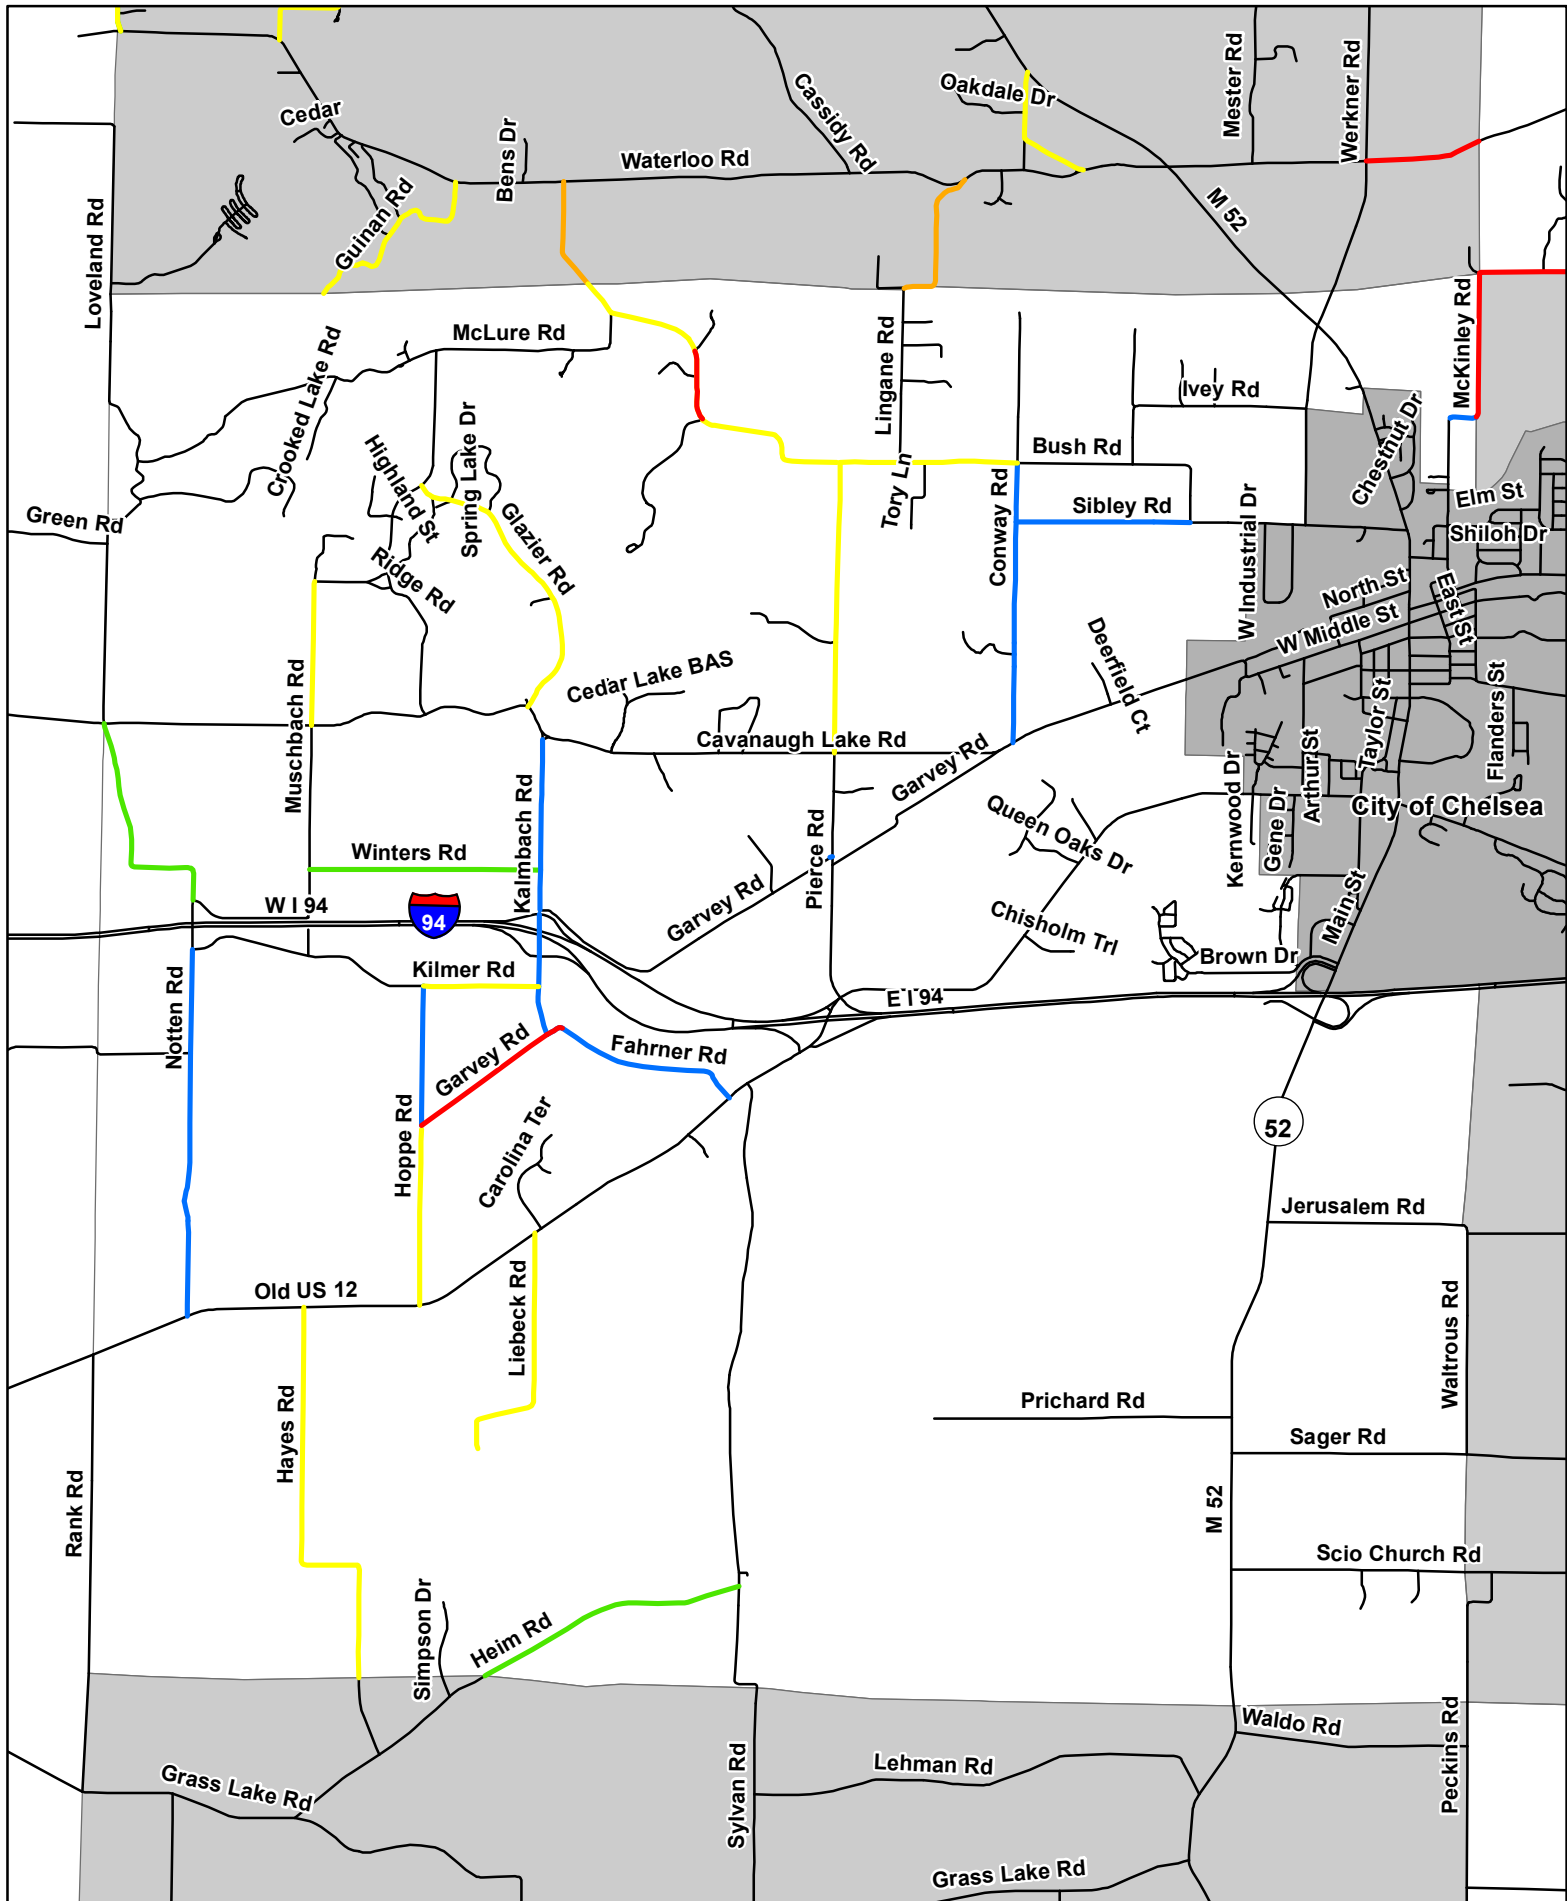 Mester Rd
Werkner Rd
Oakdale Dr
Cassidy Rd
Cedar
Bens Dr
Waterloo Rd
Guinan Rd
M 52
Loveland Rd
McKinley Rd
McLure Rd
Crooked Lake Rd
Lingane Rd
Ivey Rd
Chestnut Dr
Spring Lake Dr
Highland St
Bush Rd
Tory Ln
Conway Rd
Sibley Rd
W Industrial Dr
Elm St
Shiloh Dr
Green Rd
Glazier Rd
Ridge Rd
North St
East St
W Middle St
Deerfield Ct
Cedar Lake BAS
Muschbach Rd
Taylor St
Flanders St
Cavanaugh Lake Rd
Garvey Rd
Kernwood Dr
Arthur St
Gene Dr
City of Chelsea
Kalmbach Rd
Pierce Rd
Queen Oaks Dr
Winters Rd
W I 94
94
Garvey Rd
Chisholm Trl
Main St
Brown Dr
Kilmer Rd
E I 94
Notten Rd
Garvey Rd
Fahrner Rd
Hoppe Rd
Carolina Ter
52
Jerusalem Rd
Old US 12
Liebeck Rd
Waltrous Rd
Hayes Rd
Prichard Rd
Sager Rd
Rank Rd
M 52
Scio Church Rd
Simpson Dr
Heim Rd
Waldo Rd
Peckins Rd
Grass Lake Rd
Sylvan Rd
Lehman Rd
Grass Lake Rd